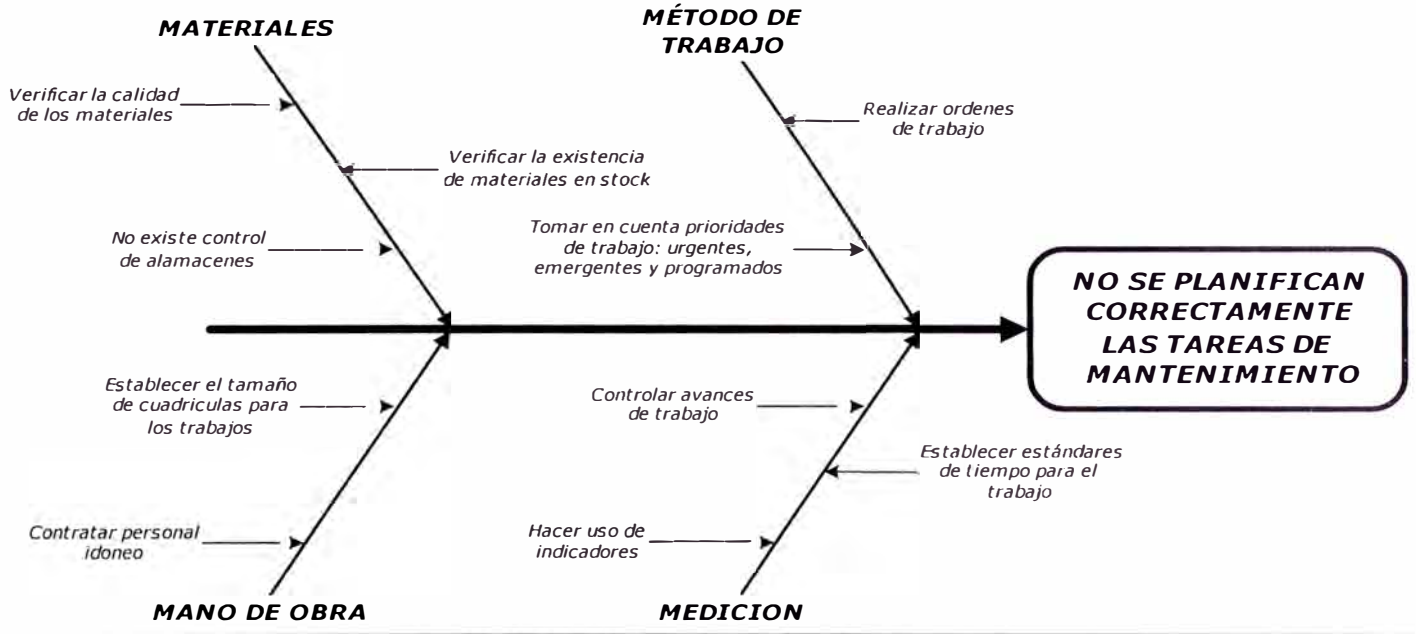 MATERIALES
MÉTODO DE
TRABAJO
Verificar la calidad
de los materiales
Realizar ordenes
de trabajo
Verificar la existencia
de materiales en stock
No existe control
de alamacenes
Tomar en cuenta prioridades
de trabajo: urgentes,
emergentes y programados
NO SE PLANIFICAN
CORRECTAMENTE
LAS TAREAS DE
MANTENIMIENTO
Establecer el tamaño
de cuadriculas para
los trabajos
Controlar avances
de trabajo
Establecer estándares
de tiempo para el
trabajo
Contratar personal
idoneo
Hacer uso de
indicadores
MANO DE OBRA
MEDICION